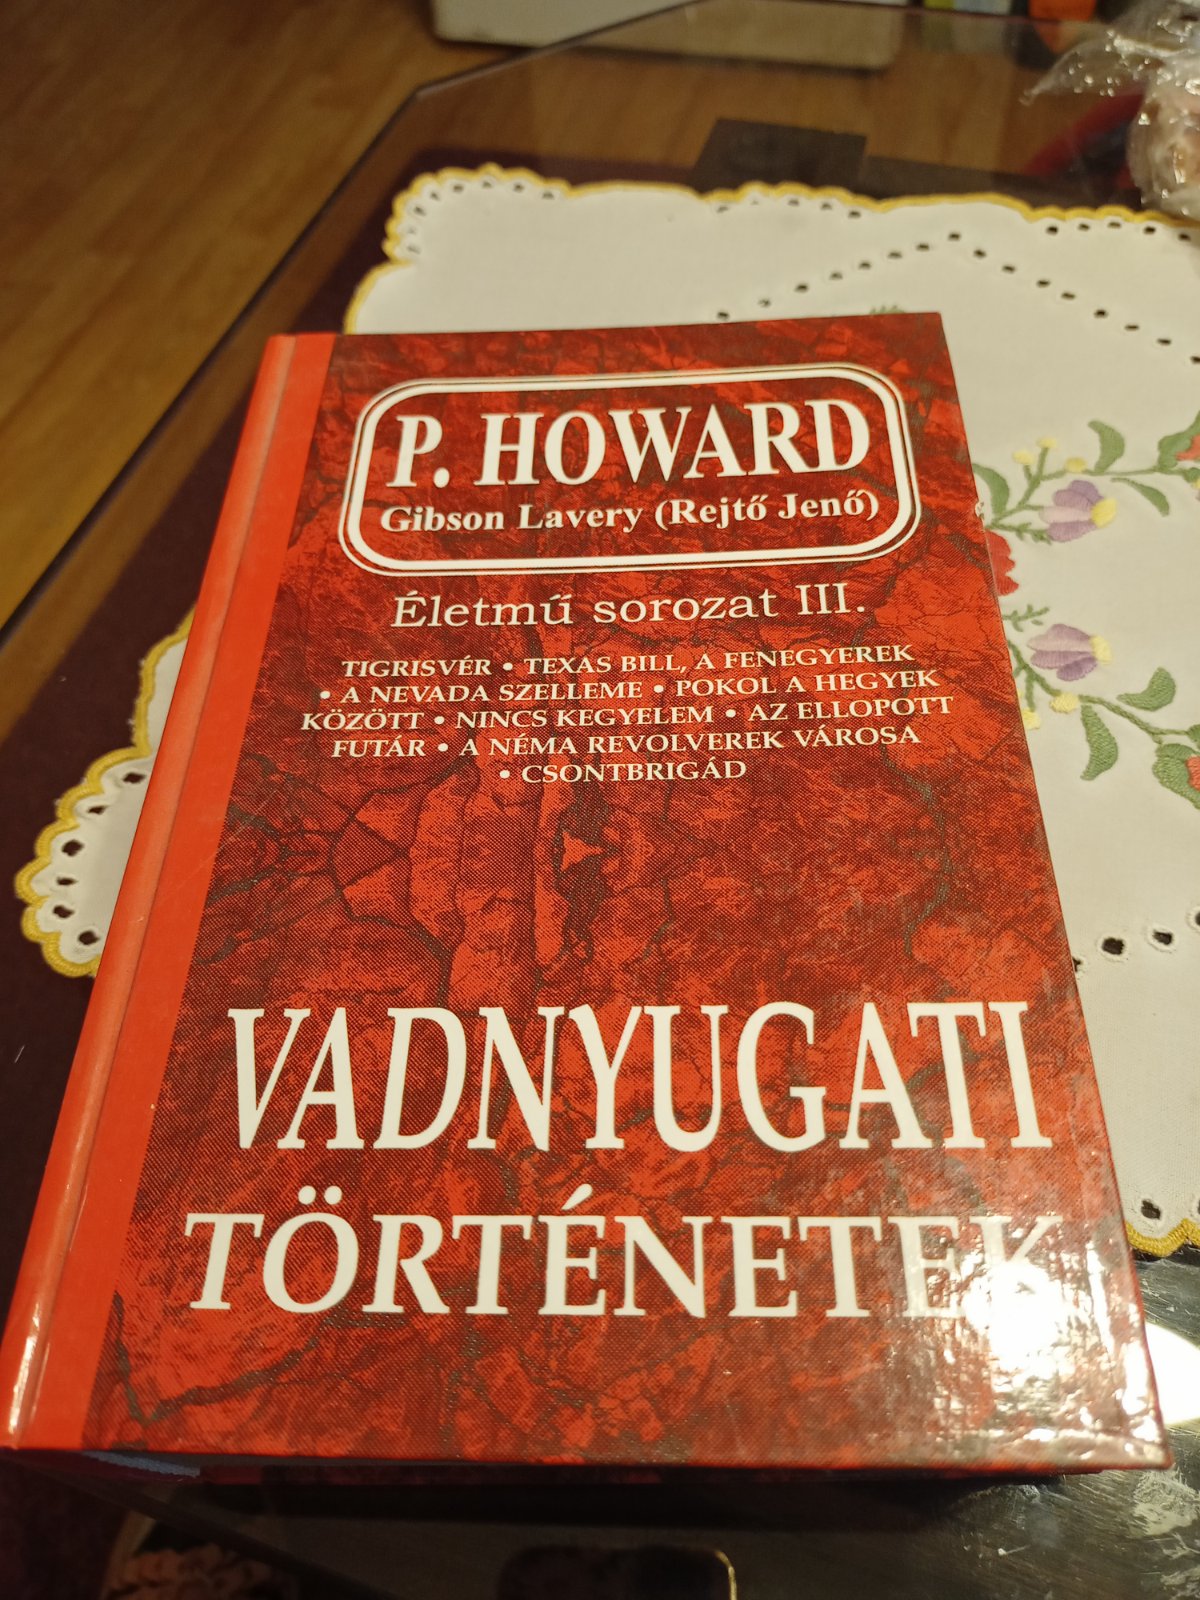 P. HOWARD
Gibson Lavery (Rejtő Jenő)
Életmű sorozat III.
TIGRISVÉR • TEXAS BILL, A FENEGYEREK
• A NEVADA SZELLEME • POKOL A HEGYEK
KÖZÖTT • NINCS KEGYELEM • AZ ELLOPOTT
FUTÁR • A NÉMA REVOLVEREK VÁROSA
• CSONTBRIGÁD
VADNYUGATI
TÖRTÉNETEK